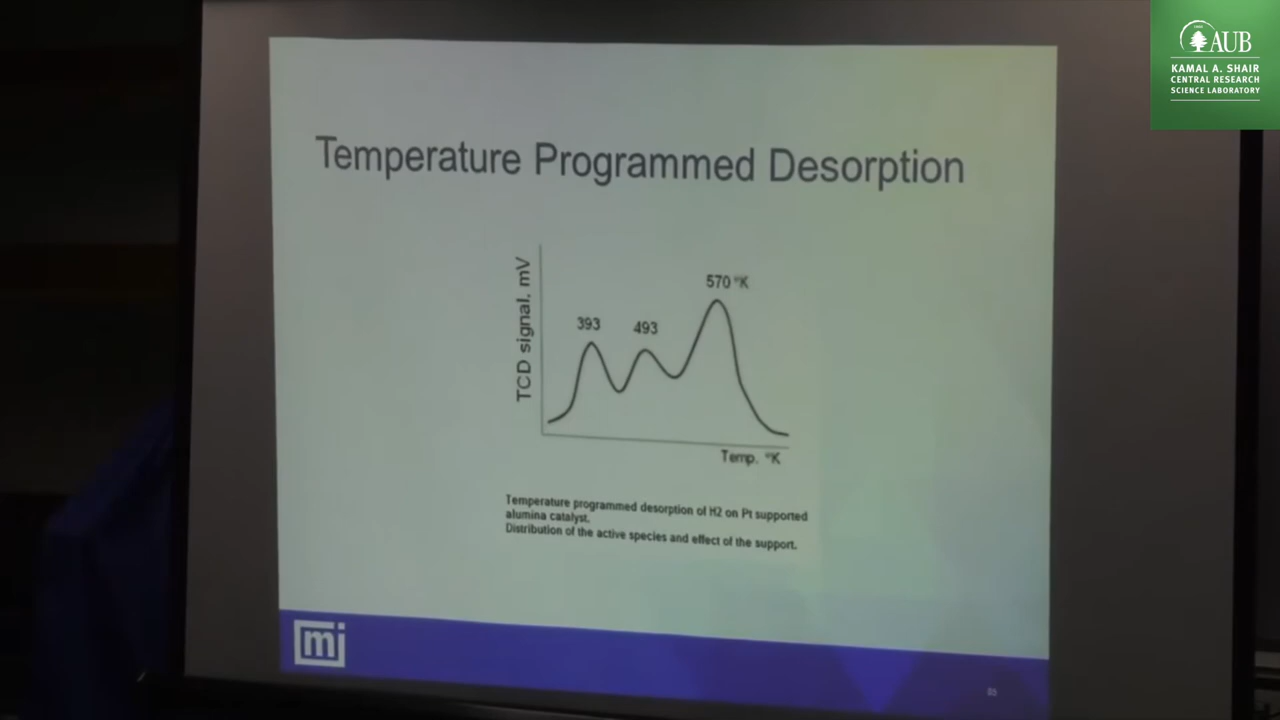 AUB
KAMAL A. SHAIR
CENTRAL RESEARCH
SCIENCE LABORATORY
Temperature Programmed Desorption
TCD signal, mV
393
493
570 °K
Temp. °K
Temperature programmed desorption of H2 on Pt supported
alumina catalyst.
Distribution of the active species and effect of the support.
mi